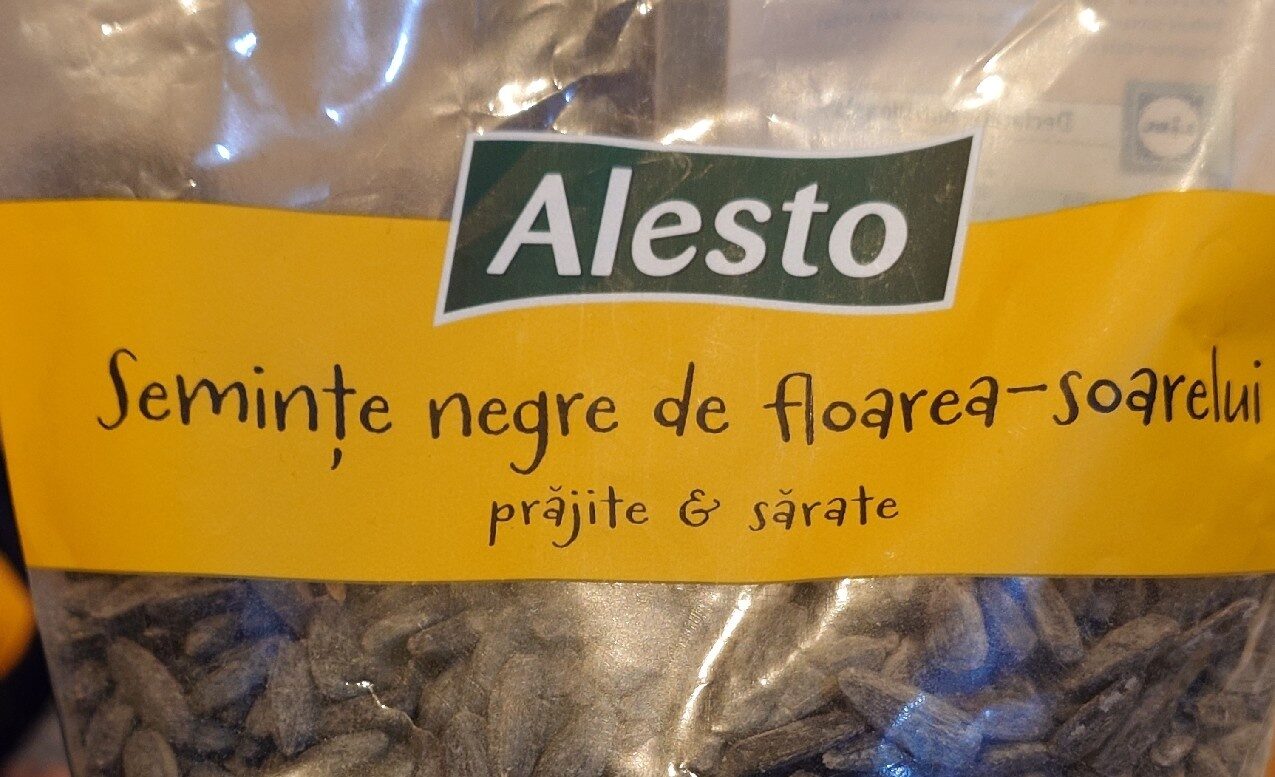 Alesto
Semințe negre de floarea-soarelui
prăjite & sărate